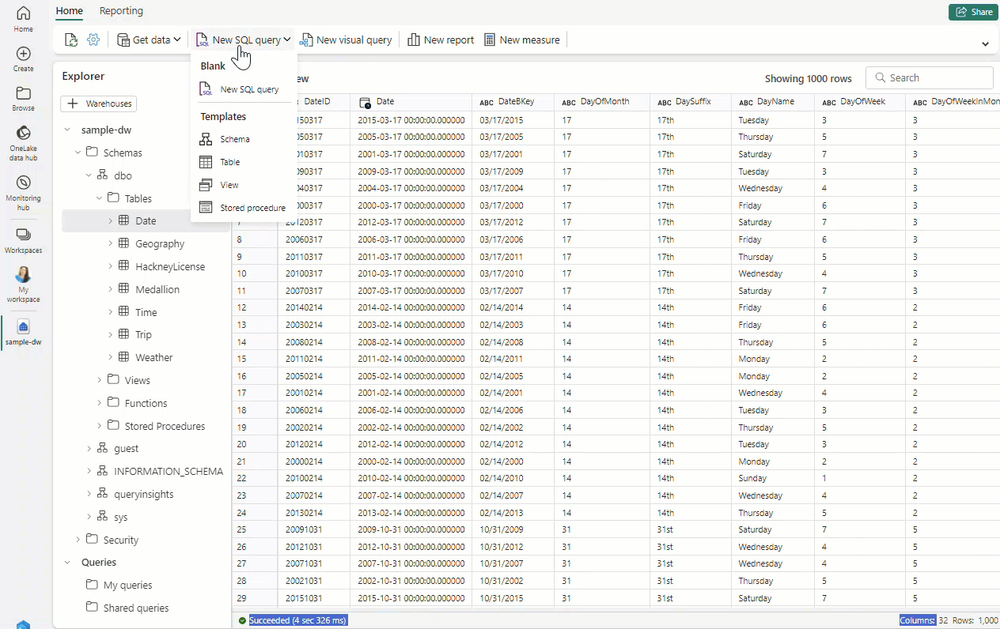 Home Reporting
Share
Get data New SQL query New visual query New report New measure
Home
Create
Browse
OneLake
data hub
Monitoring
hub
Workspaces
My
workspace
sample-dw
Explorer
Warehouses
sample-dw
Schemas
dbo
Tables
Date
Geography
HackneyLicense
Medallion
Time
Trip
Weather
Views
Functions
Stored Procedures
guest
INFORMATION_SCHEMA
queryinsights
sys
Security
Queries
My queries
Shared queries
Blank
SQL New SQL query
Templates
Schema
Table
View
Stored procedure
Showing 1000 rows Search
DateID Date ABC DateBKey ABC DayOfMonth ABC DaySuffix ABC DayName ABC DayOfWeek ABC DayOfWeekInMon
150317 2015-03-17 00:00:00.000000 03/17/2015 17 17th Tuesday 3 3
050317 2005-03-17 00:00:00.000000 03/17/2005 17 17th Thursday 5 3
010317 2001-03-17 00:00:00.000000 03/17/2001 17 17th Saturday 7 3
090317 2009-03-17 00:00:00.000000 03/17/2009 17 17th Tuesday 3 3
040317 2004-03-17 00:00:00.000000 03/17/2004 17 17th Wednesday 4 3
000317 2000-03-17 00:00:00.000000 03/17/2000 17 17th Friday 6 3
7 20120317 2012-03-17 00:00:00.000000 03/17/2012 17 17th Saturday 7 3
8 20060317 2006-03-17 00:00:00.000000 03/17/2006 17 17th Friday 6 3
9 20110317 2011-03-17 00:00:00.000000 03/17/2011 17 17th Thursday 5 3
10 20100317 2010-03-17 00:00:00.000000 03/17/2010 17 17th Wednesday 4 3
11 20070317 2007-03-17 00:00:00.000000 03/17/2007 17 17th Saturday 7 3
12 20140214 2014-02-14 00:00:00.000000 02/14/2014 14 14th Friday 6 2
13 20030214 2003-02-14 00:00:00.000000 02/14/2003 14 14th Friday 6 2
14 20080214 2008-02-14 00:00:00.000000 02/14/2008 14 14th Thursday 5 2
15 20110214 2011-02-14 00:00:00.000000 02/14/2011 14 14th Monday 2 2
16 20050214 2005-02-14 00:00:00.000000 02/14/2005 14 14th Monday 2 2
17 20010214 2001-02-14 00:00:00.000000 02/14/2001 14 14th Wednesday 4 2
18 20060214 2006-02-14 00:00:00.000000 02/14/2006 14 14th Tuesday 3 2
19 20020214 2002-02-14 00:00:00.000000 02/14/2002 14 14th Thursday 5 2
20 20120214 2012-02-14 00:00:00.000000 02/14/2012 14 14th Tuesday 3 2
21 20000214 2000-02-14 00:00:00.000000 02/14/2000 14 14th Monday 2 2
22 20100214 2010-02-14 00:00:00.000000 02/14/2010 14 14th Sunday 1 2
23 20070214 2007-02-14 00:00:00.000000 02/14/2007 14 14th Wednesday 4 2
24 20130214 2013-02-14 00:00:00.000000 02/14/2013 14 14th Thursday 5 2
25 20091031 2009-10-31 00:00:00.000000 10/31/2009 31 31st Saturday 7 5
26 20121031 2012-10-31 00:00:00.000000 10/31/2012 31 31st Wednesday 4 5
27 20071031 2007-10-31 00:00:00.000000 10/31/2007 31 31st Wednesday 4 5
28 20021031 2002-10-31 00:00:00.000000 10/31/2002 31 31st Thursday 5 5
29 20151031 2015-10-31 00:00:00.000000 10/31/2015 31 31st Saturday 7 5
Succeeded (4 sec 326 ms) Columns: 32 Rows: 1,000